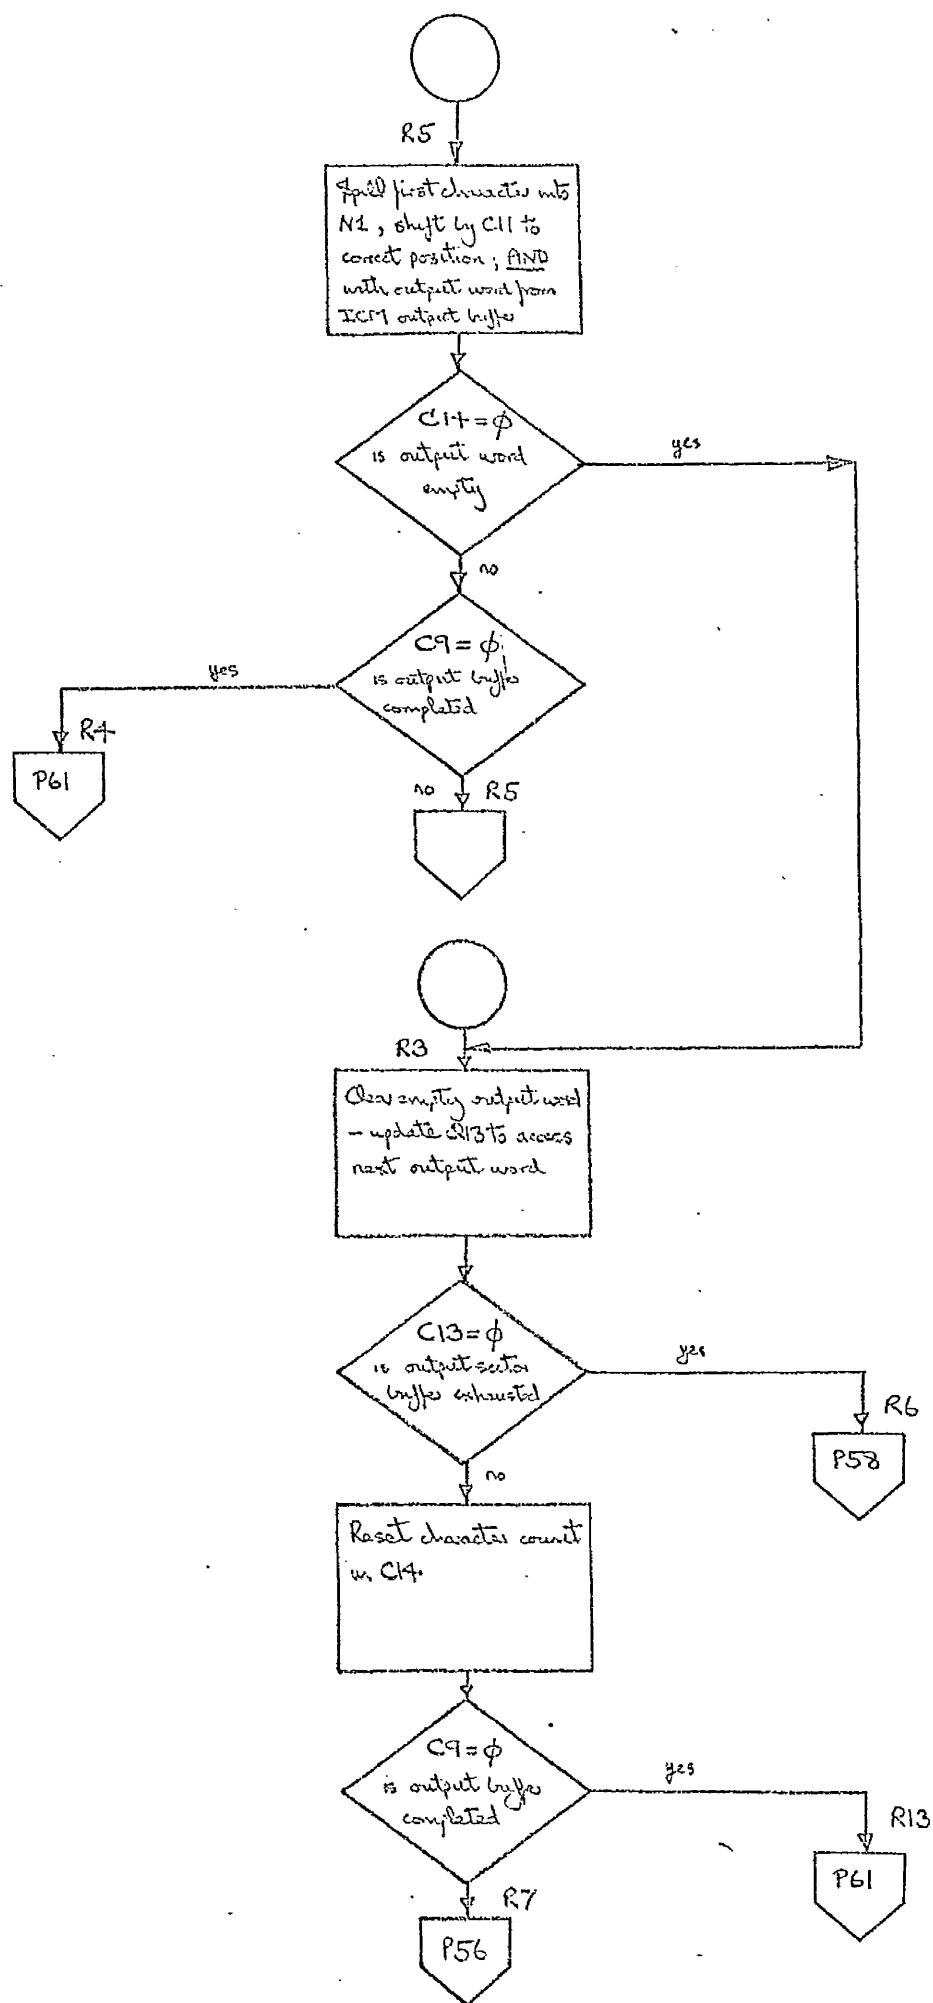 R5
Spill first character into
N1, shift by C11 to
correct position, AND
with output word from
ICM output buffer
C14 = φ
is output word
empty
yes
no
C9 = φ
is output buffer
completed
yes
R4
P61
no
R5
R3
Clear empty output word
- update Q13 to access
next output word
C13 = φ
is output sector
buffer exhausted
yes
R6
P58
no
Reset character count
in C14.
C9 = φ
is output buffer
completed
yes
R13
P61
R7
P56